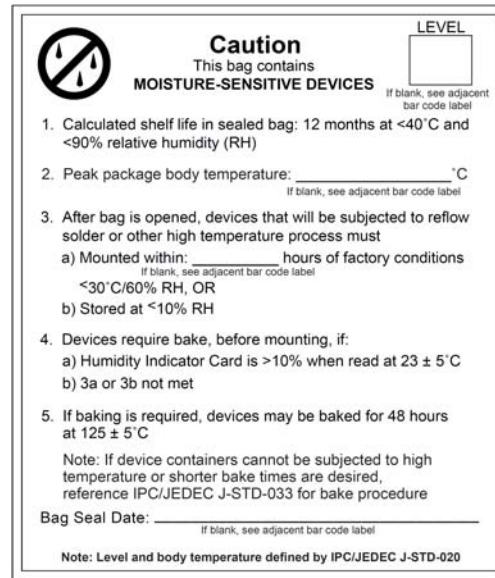 LEVEL
Caution
This bag contains
MOISTURE-SENSITIVE DEVICES
If blank, see adjacent
bar code label
1. Calculated shelf life in sealed bag: 12 months at <40˚C and
<90% relative humidity (RH)
2. Peak package body temperature: ____________________˚C
If blank, see adjacent bar code label
3. After bag is opened, devices that will be subjected to reflow
solder or other high temperature process must
a) Mounted within: ___________ hours of factory conditions
If blank, see adjacent bar code label
<30˚C/60% RH, OR
b) Stored at <10% RH
4. Devices require bake, before mounting, if:
a) Humidity Indicator Card is >10% when read at 23 ± 5˚C
b) 3a or 3b not met
5. If baking is required, devices may be baked for 48 hours
at 125 ± 5˚C
Note: If device containers cannot be subjected to high
temperature or shorter bake times are desired,
reference IPC/JEDEC J-STD-033 for bake procedure
Bag Seal Date: ____________________
If blank, see adjacent bar code label
Note: Level and body temperature defined by IPC/JEDEC J-STD-020